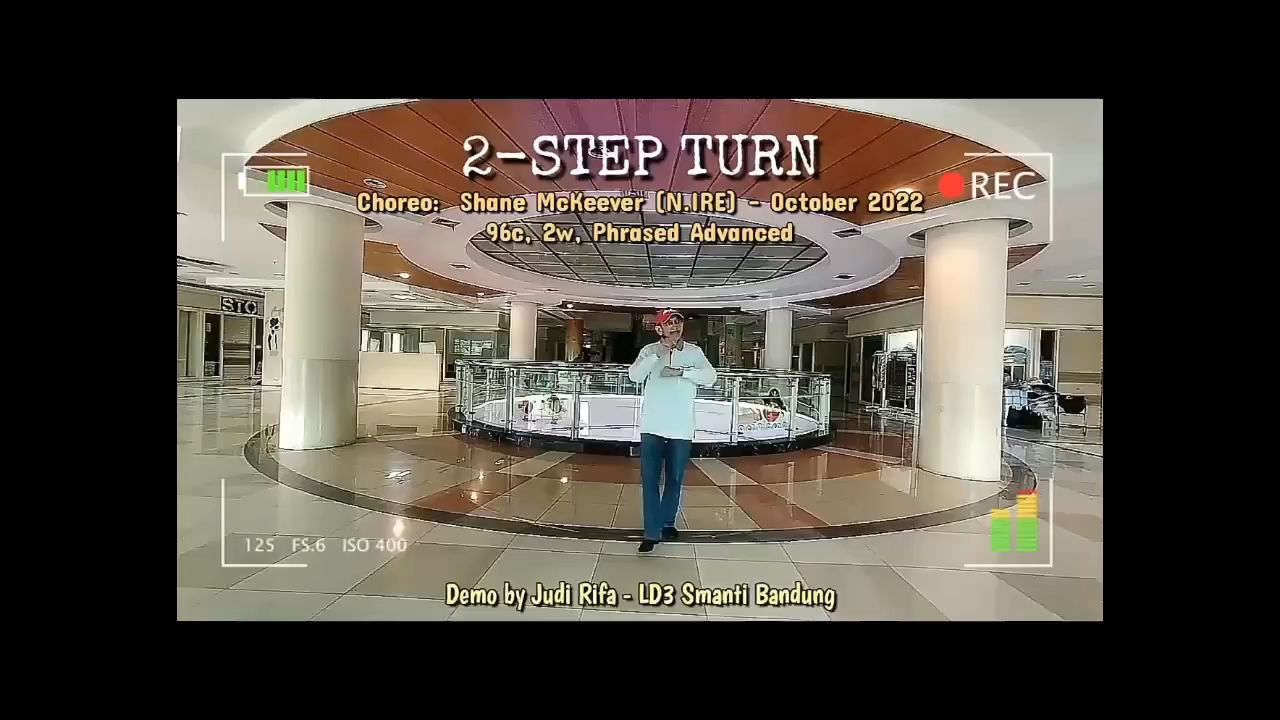 2-STEP TURN
REC
Choreo: Shane McKeever (N.IRE) - October 2022
96c, 2w, Phrased Advanced
STO
125 FS:6 ISO 400
Demo by Judi Rifa - LD3 Smanti Bandung